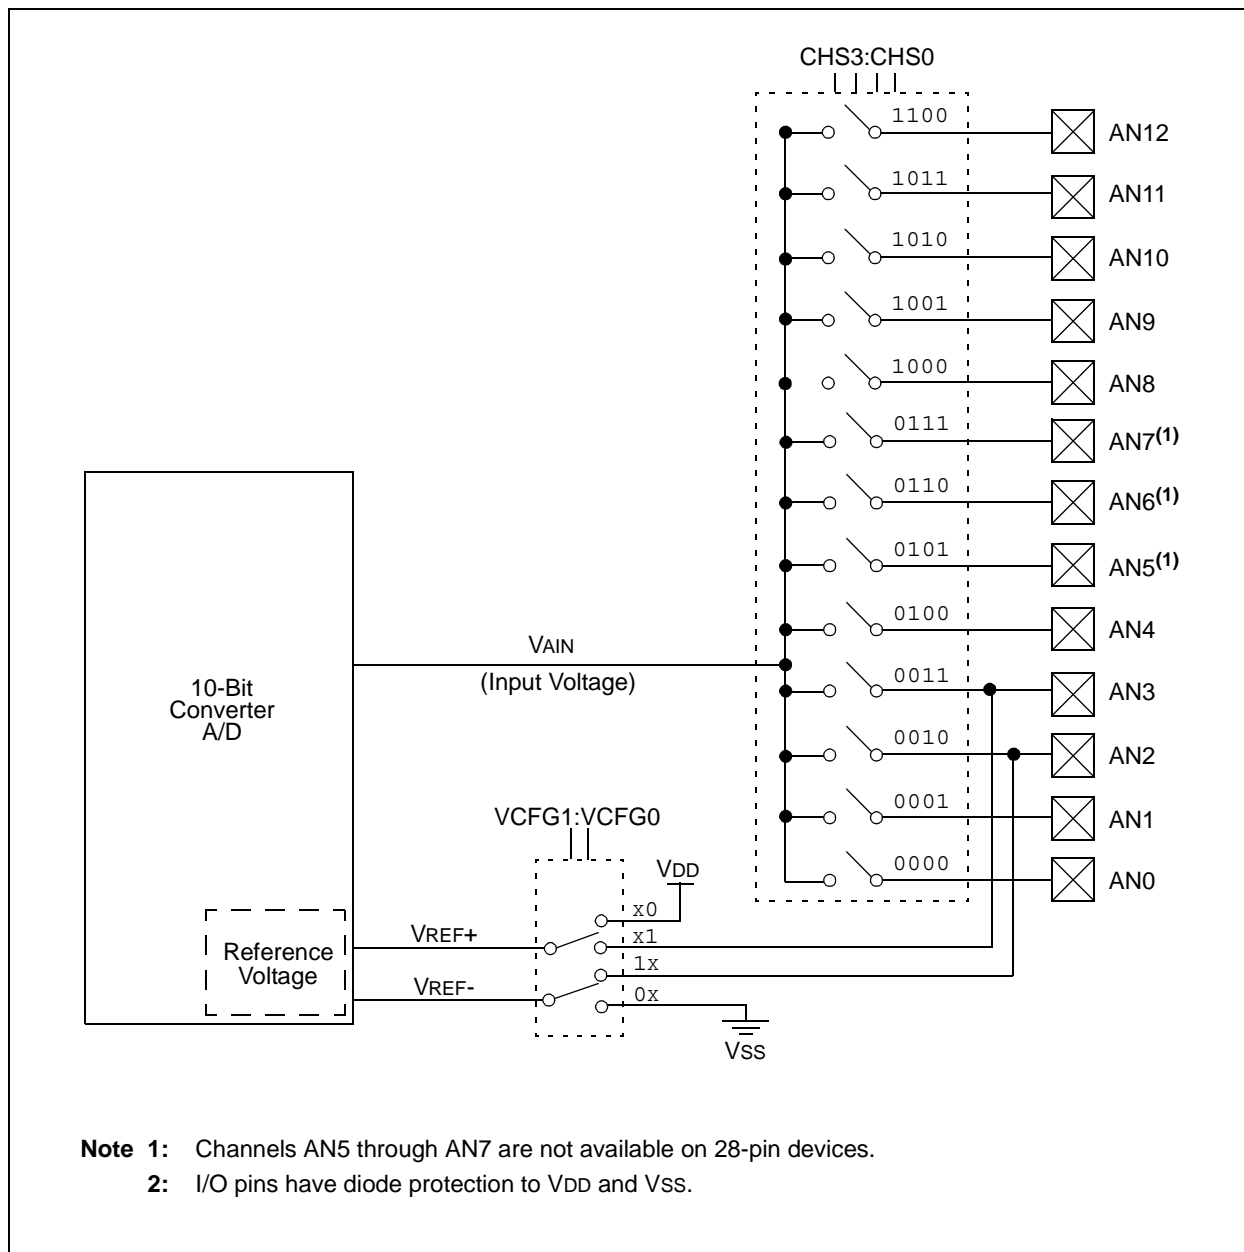 CHS3:CHS0
1100 AN12
1011 AN11
1010 AN10
1001 AN9
1000 AN8
0111 AN7(1)
0110 AN6(1)
0101 AN5(1)
0100 AN4
VAIN
(Input Voltage)
0011 AN3
10-Bit
Converter
A/D
0010 AN2
0001 AN1
VCFG1:VCFG0
0000 AN0
VDD
x0
Reference
Voltage
VREF+
x1
1x
VREF-
0x
VSS
Note 1: Channels AN5 through AN7 are not available on 28-pin devices.
2: I/O pins have diode protection to VDD and VSS.